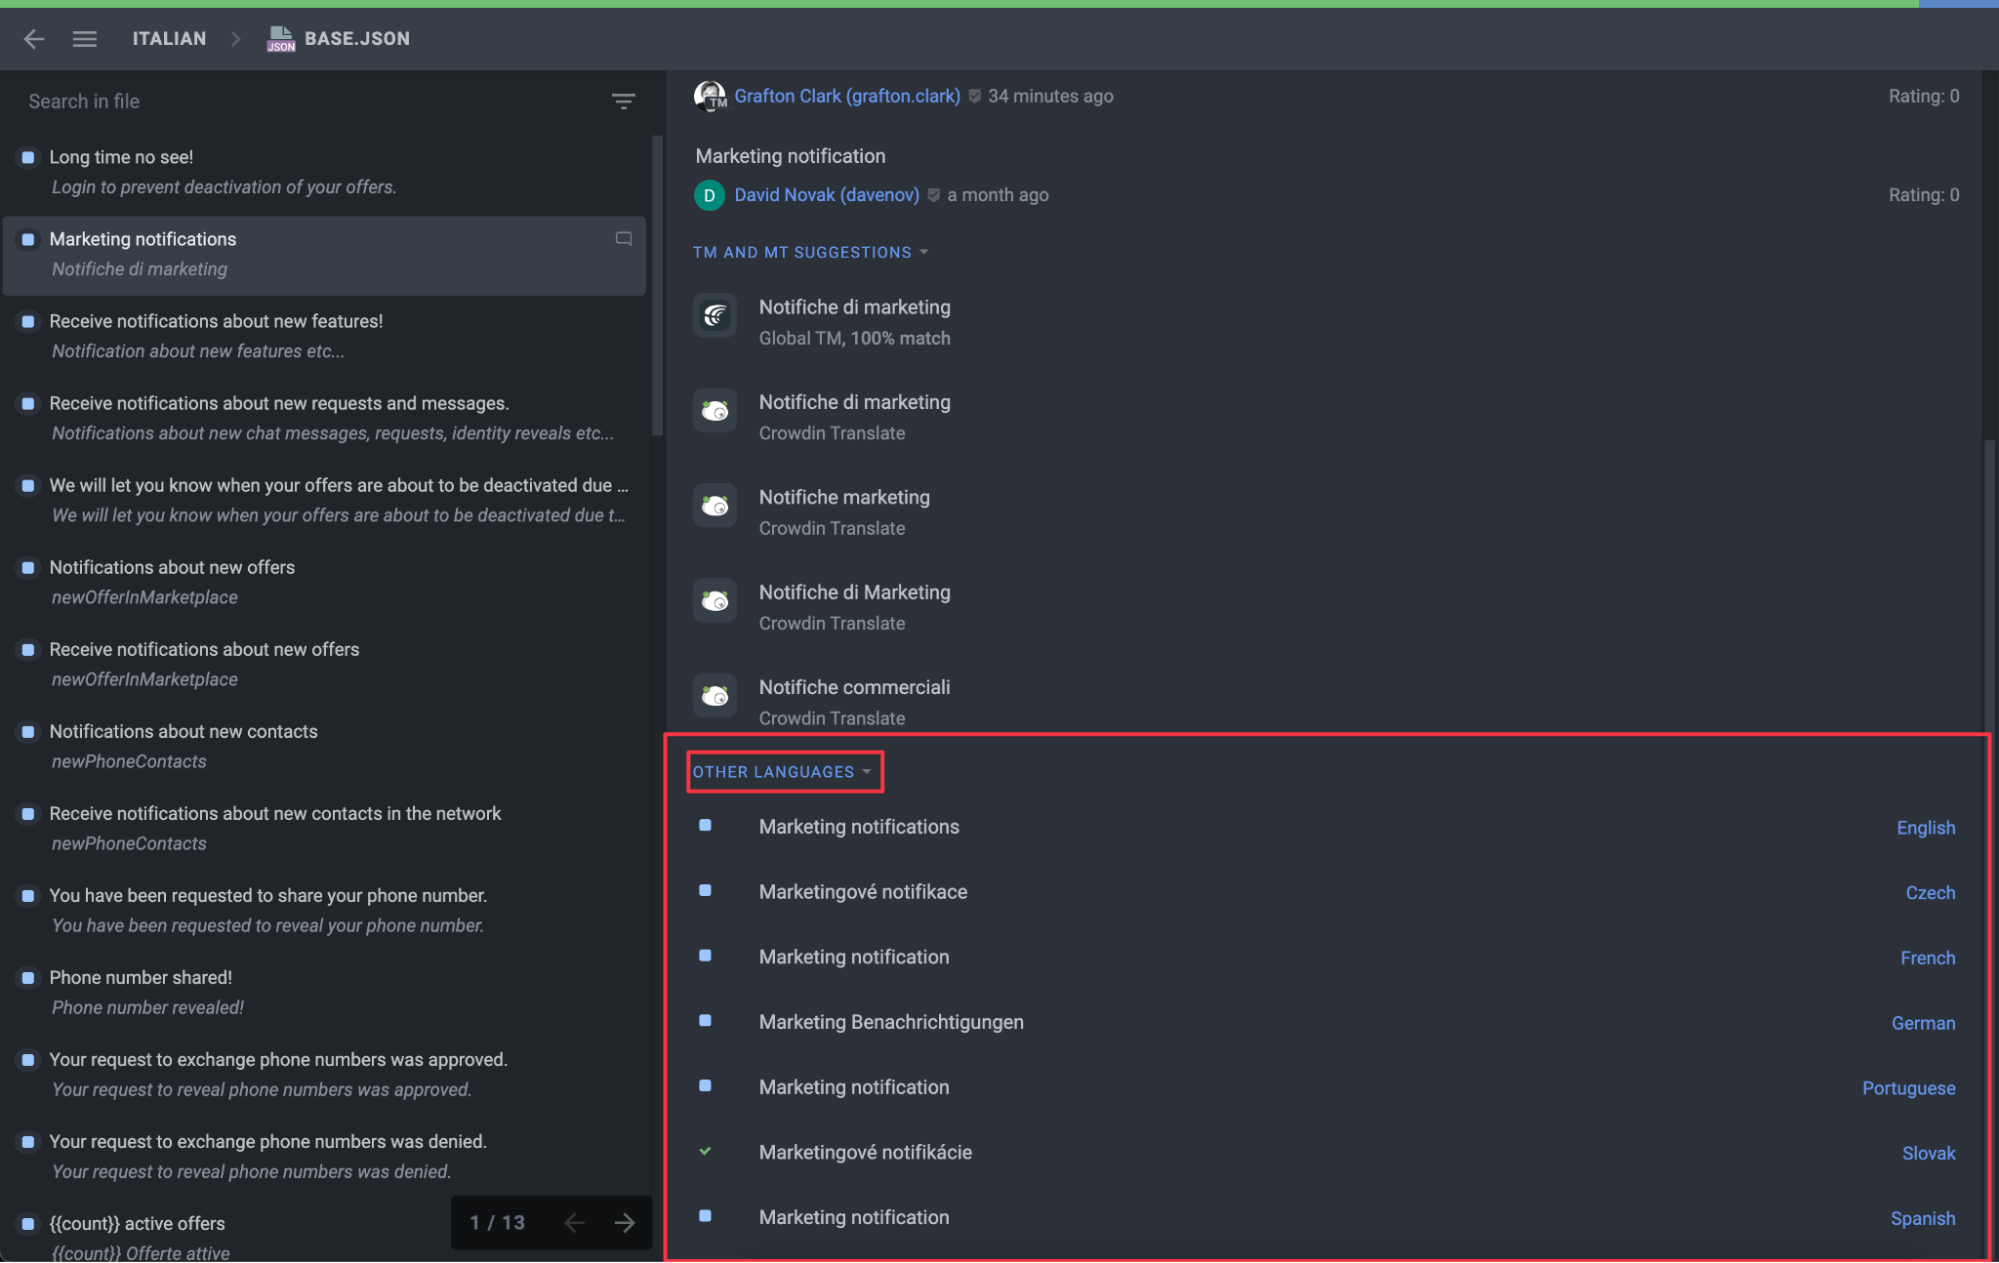 ITALIAN
JSON
BASE.JSON
Search in file
Long time no see!
Login to prevent deactivation of your offers.
Marketing notifications
Notifiche di marketing
Receive notifications about new features!
Notification about new features etc...
Receive notifications about new requests and messages.
Notifications about new chat messages, requests, identity reveals etc...
We will let you know when your offers are about to be deactivated due ...
We will let you know when your offers are about to be deactivated due t...
Notifications about new offers
newOfferInMarketplace
Receive notifications about new offers
newOfferInMarketplace
Notifications about new contacts
newPhoneContacts
Receive notifications about new contacts in the network
newPhoneContacts
You have been requested to share your phone number.
You have been requested to reveal your phone number.
Phone number shared!
Phone number revealed!
Your request to exchange phone numbers was approved.
Your request to reveal phone numbers was approved.
Your request to exchange phone numbers was denied.
Your request to reveal phone numbers was denied.
{{count}} active offers
{{count}} Offerte attive
1 / 13
TM
Grafton Clark (grafton.clark) 34 minutes ago
Rating: 0
Marketing notification
D
David Novak (davenov) a month ago
Rating: 0
TM AND MT SUGGESTIONS
Notifiche di marketing
Global TM, 100% match
Notifiche di marketing
Crowdin Translate
Notifiche marketing
Crowdin Translate
Notifiche di Marketing
Crowdin Translate
Notifiche commerciali
Crowdin Translate
OTHER LANGUAGES
Marketing notifications
English
Marketingové notifikace
Czech
Marketing notification
French
Marketing Benachrichtigungen
German
Marketing notification
Portuguese
Marketingové notifikácie
Slovak
Marketing notification
Spanish